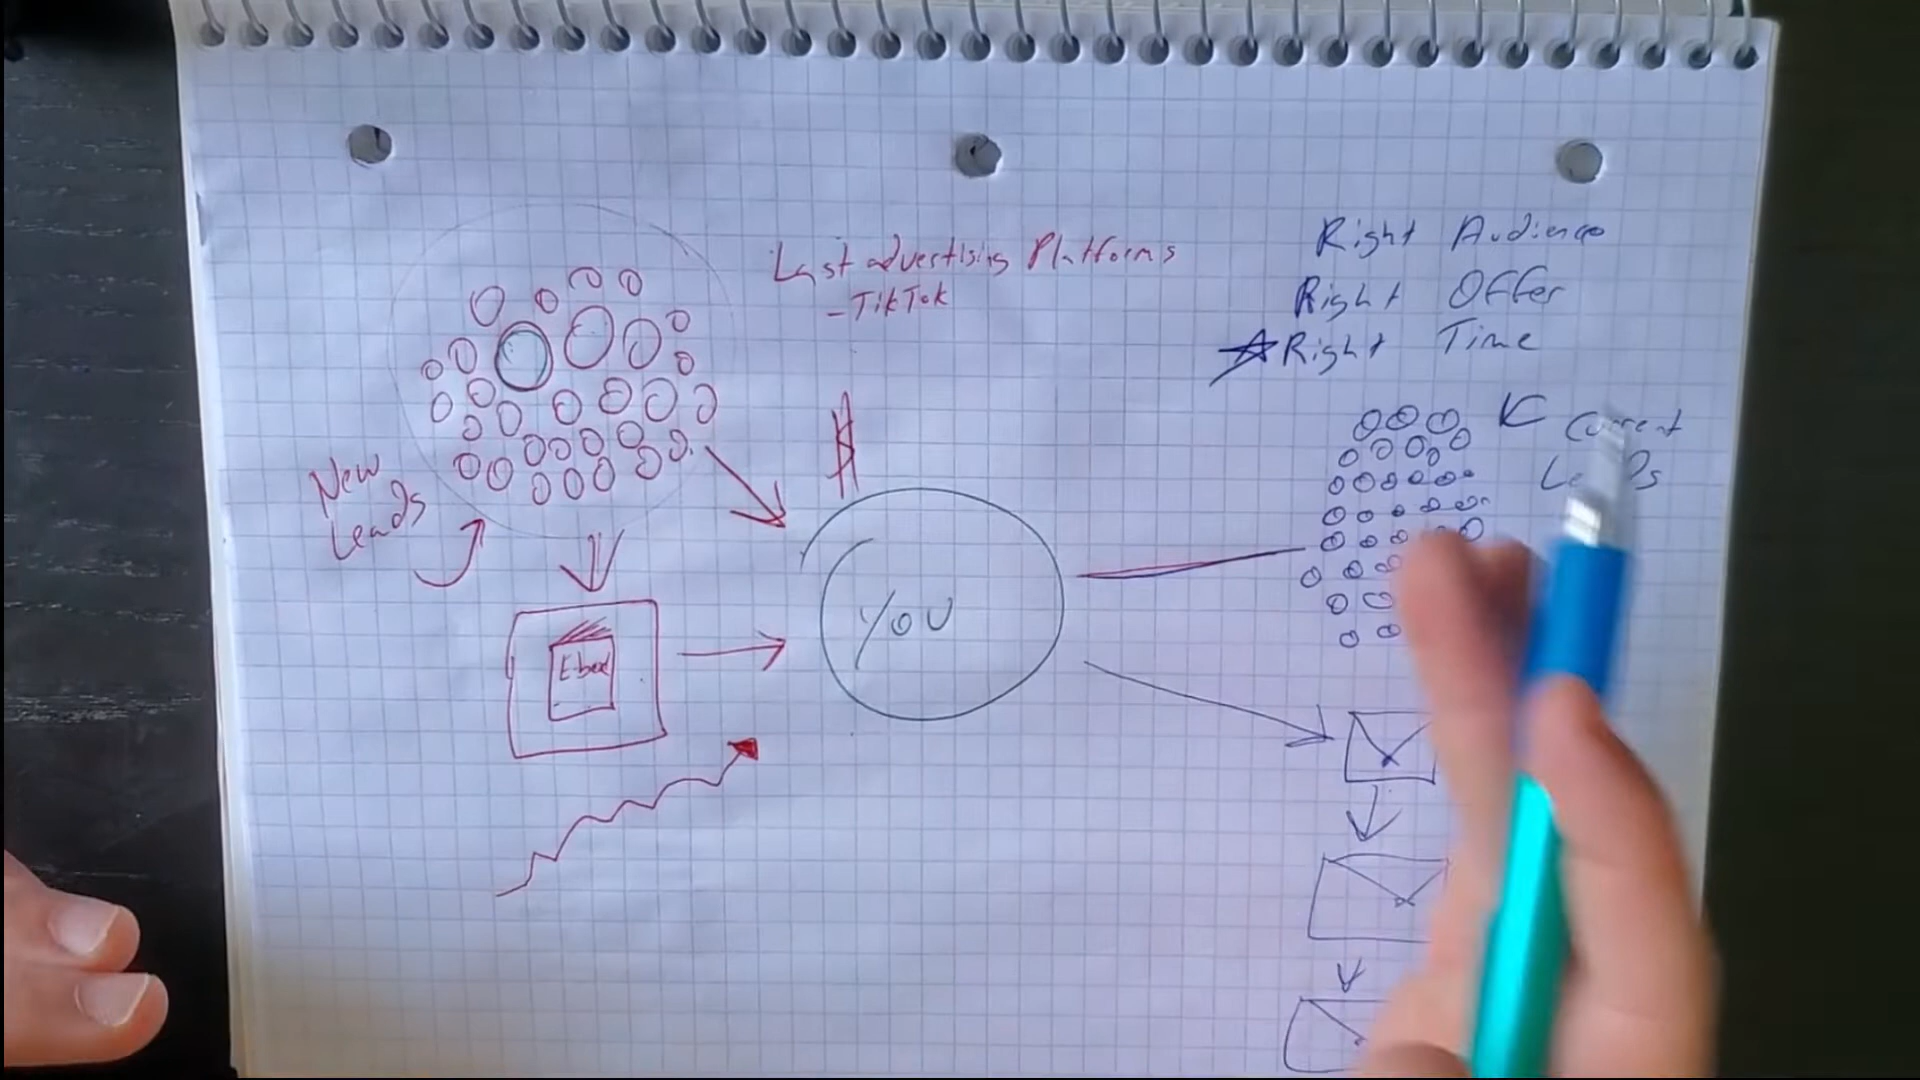 Last advertising Platforms
- TikTok
Right Audience
Right Offer
Right Time
Current
New
Leads
E-book
YOU